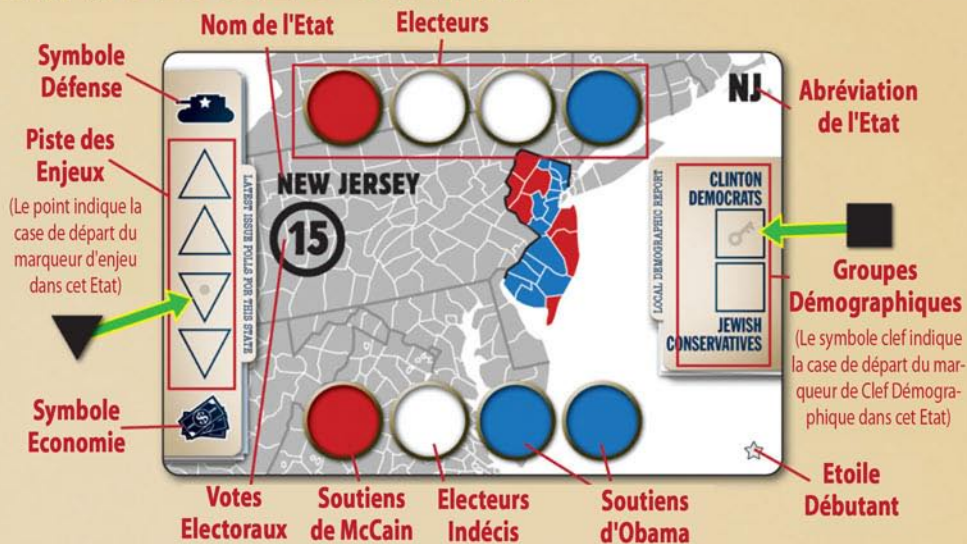 Nom de l'Etat
Electeurs
Symbole
Défense
Piste des
Enjeux
(Le point indique la
case de départ du
marqueur d'enjeu
dans cet Etat)
Symbole
Economie
LATEST ISSUE POLLS FOR THIS STATE
NEW JERSEY
15
NJ
Abréviation
de l'Etat
LOCAL DEMOGRAPHIC REPORT
CLINTON
DEMOCRATS
JEWISH
CONSERVATIVES
Groupes
Démographiques
(Le symbole clef indique
la case de départ du mar-
queur de Clef Démogra-
phique dans cet Etat)
Votes
Electoraux
Soutiens
de McCain
Electeurs
Indécis
Soutiens
d'Obama
Etoile
Débutant